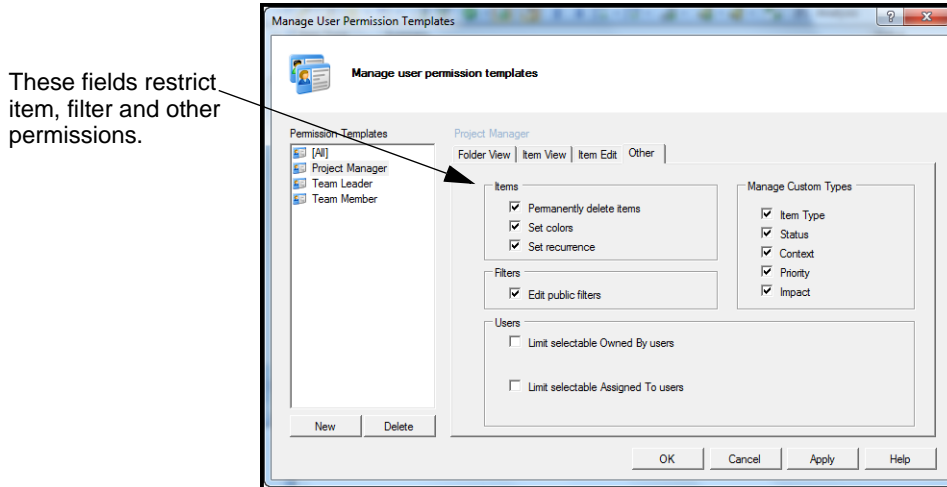 Manage User Permission Templates
Manage user permission templates
These fields restrict
item, filter and other
permissions.
Permission Templates
[All]
Project Manager
Team Leader
Team Member
New
Delete
Project Manager
Folder View
Item View
Item Edit
Other
Items
Permanently delete items
Set colors
Set recurrence
Filters
Edit public filters
Manage Custom Types
Item Type
Status
Context
Priority
Impact
Users
Limit selectable Owned By users
Limit selectable Assigned To users
OK
Cancel
Apply
Help